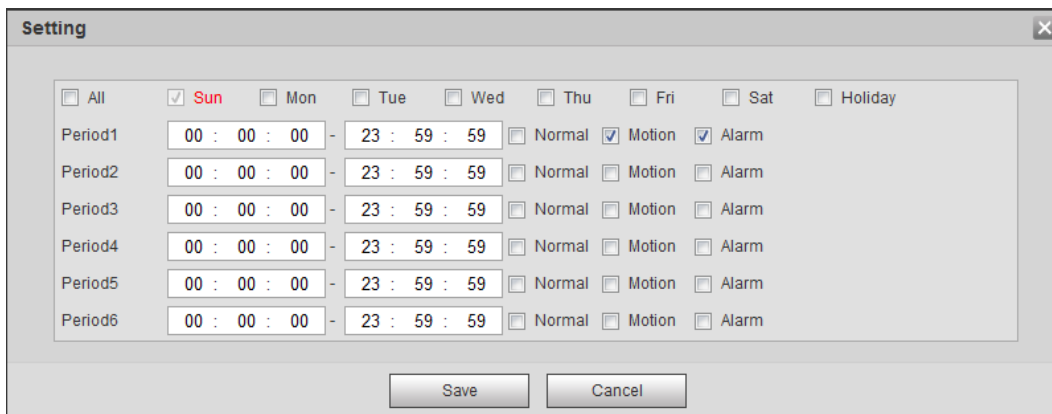 Setting
All Sun Mon Tue Wed Thu Fri Sat Holiday
Period1 00 : 00 : 00 - 23 : 59 : 59 Normal Motion Alarm
Period2 00 : 00 : 00 - 23 : 59 : 59 Normal Motion Alarm
Period3 00 : 00 : 00 - 23 : 59 : 59 Normal Motion Alarm
Period4 00 : 00 : 00 - 23 : 59 : 59 Normal Motion Alarm
Period5 00 : 00 : 00 - 23 : 59 : 59 Normal Motion Alarm
Period6 00 : 00 : 00 - 23 : 59 : 59 Normal Motion Alarm
Save Cancel